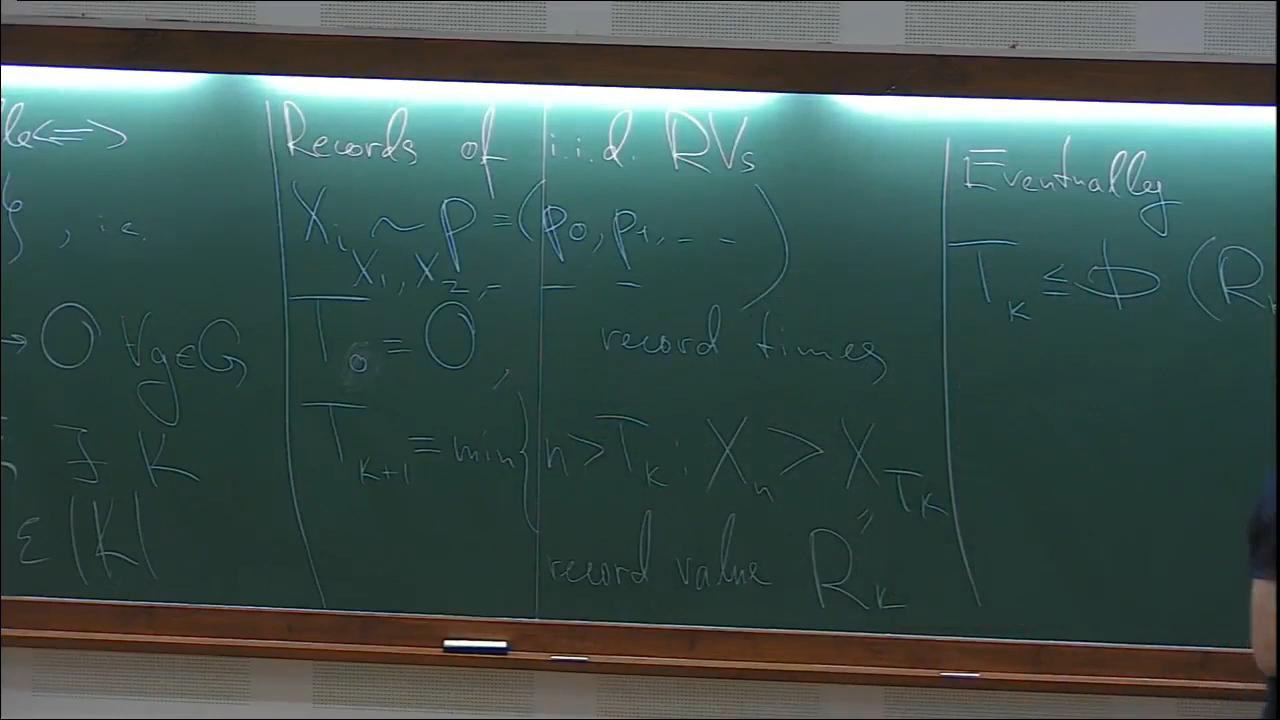 ⟺
, i.e.
→ 0 ∀g∈G
∃ K
ε|K|
Records of i.i.d. RVs
X_i ~ p = (p_0, p_1, - - )
X_1, X_2, - - -
T_0 = 0, record times
T_{k+1} = min{n > T_k : X_n > X_{T_k}
record value R_k
Eventually
T_k ≤ Φ (R